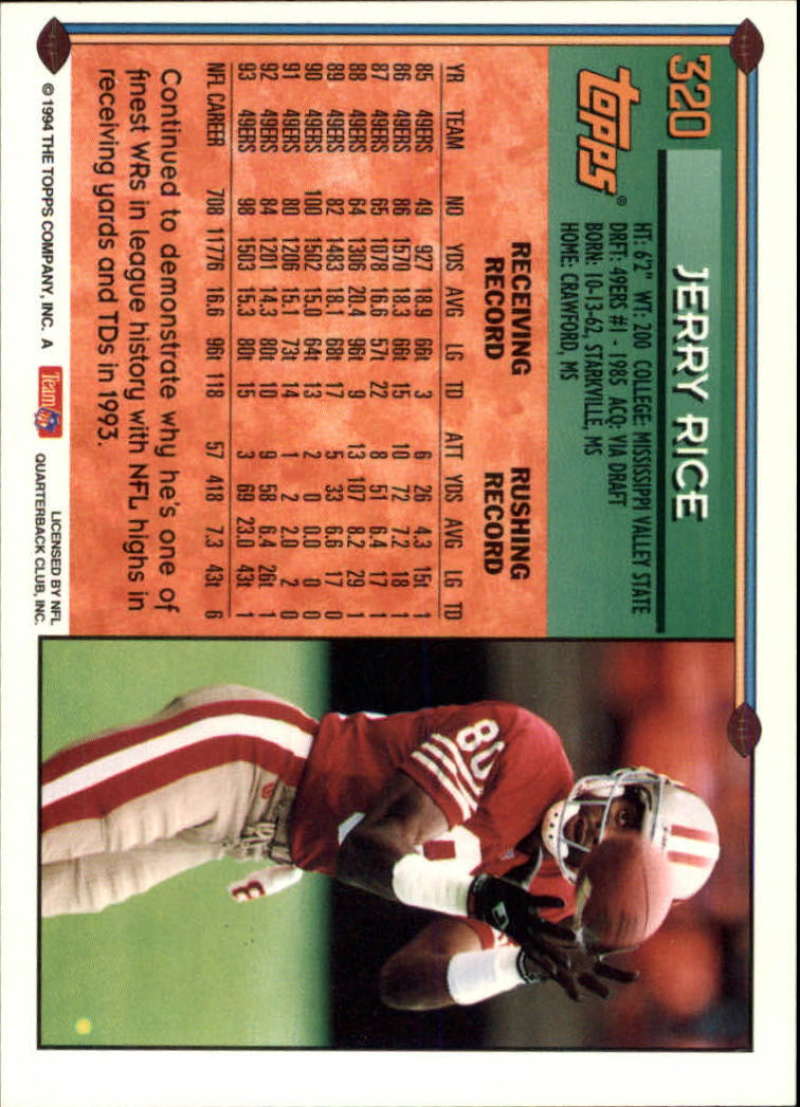 320
JERRY RICE
TOPPS®
HT: 6'2" WT: 200 COLLEGE: MISSISSIPPI VALLEY STATE
DRFT: 49ERS #1 - 1985 ACQ: VIA DRAFT
BORN: 10-13-62, STARKVILLE, MS
HOME: CRAWFORD, MS
RECEIVING RECORD RUSHING RECORD
YR TEAM NO YDS AVG LG TD ATT YDS AVG LG TD
85 49ERS 49 927 18.9 66t 3 6 26 4.3 15t 1
86 49ERS 86 1570 18.3 66t 15 10 72 7.2 18 1
87 49ERS 65 1078 16.6 57t 22 8 51 6.4 17 1
88 49ERS 64 1306 20.4 96t 9 13 107 8.2 29 1
89 49ERS 82 1483 18.1 68t 17 5 33 6.6 17 0
90 49ERS 100 1502 15.0 64t 13 2 0 0.0 0 0
91 49ERS 80 1206 15.1 73t 14 1 2 2.0 2 0
92 49ERS 84 1201 14.3 80t 10 9 58 6.4 26t 1
93 49ERS 98 1503 15.3 80t 15 3 69 23.0 43t 1
NFL CAREER 708 11776 16.6 96t 118 57 418 7.3 43t 6
Continued to demonstrate why he's one of
finest WRs in league history with NFL highs in
receiving yards and TDs in 1993.
© 1994 THE TOPPS COMPANY, INC. A
Team NFL
LICENSED BY NFL
QUARTERBACK CLUB, INC.
80